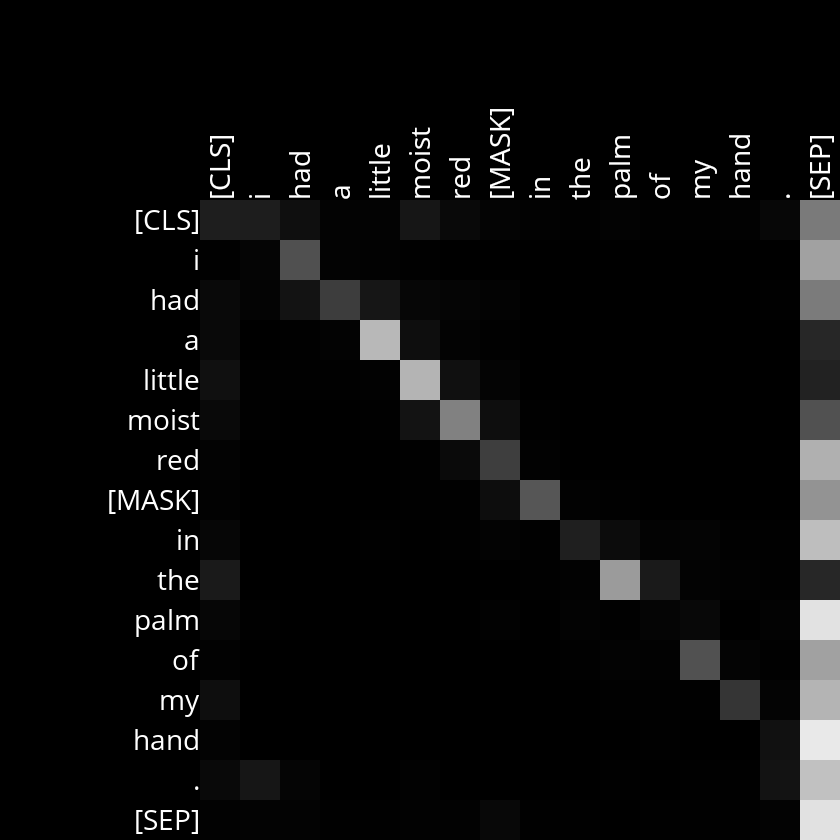 [CLS] i had a little moist red [MASK] in the palm of my hand . [SEP]
[CLS]
i
had
a
little
moist
red
[MASK]
in
the
palm
of
my
hand
.
[SEP]